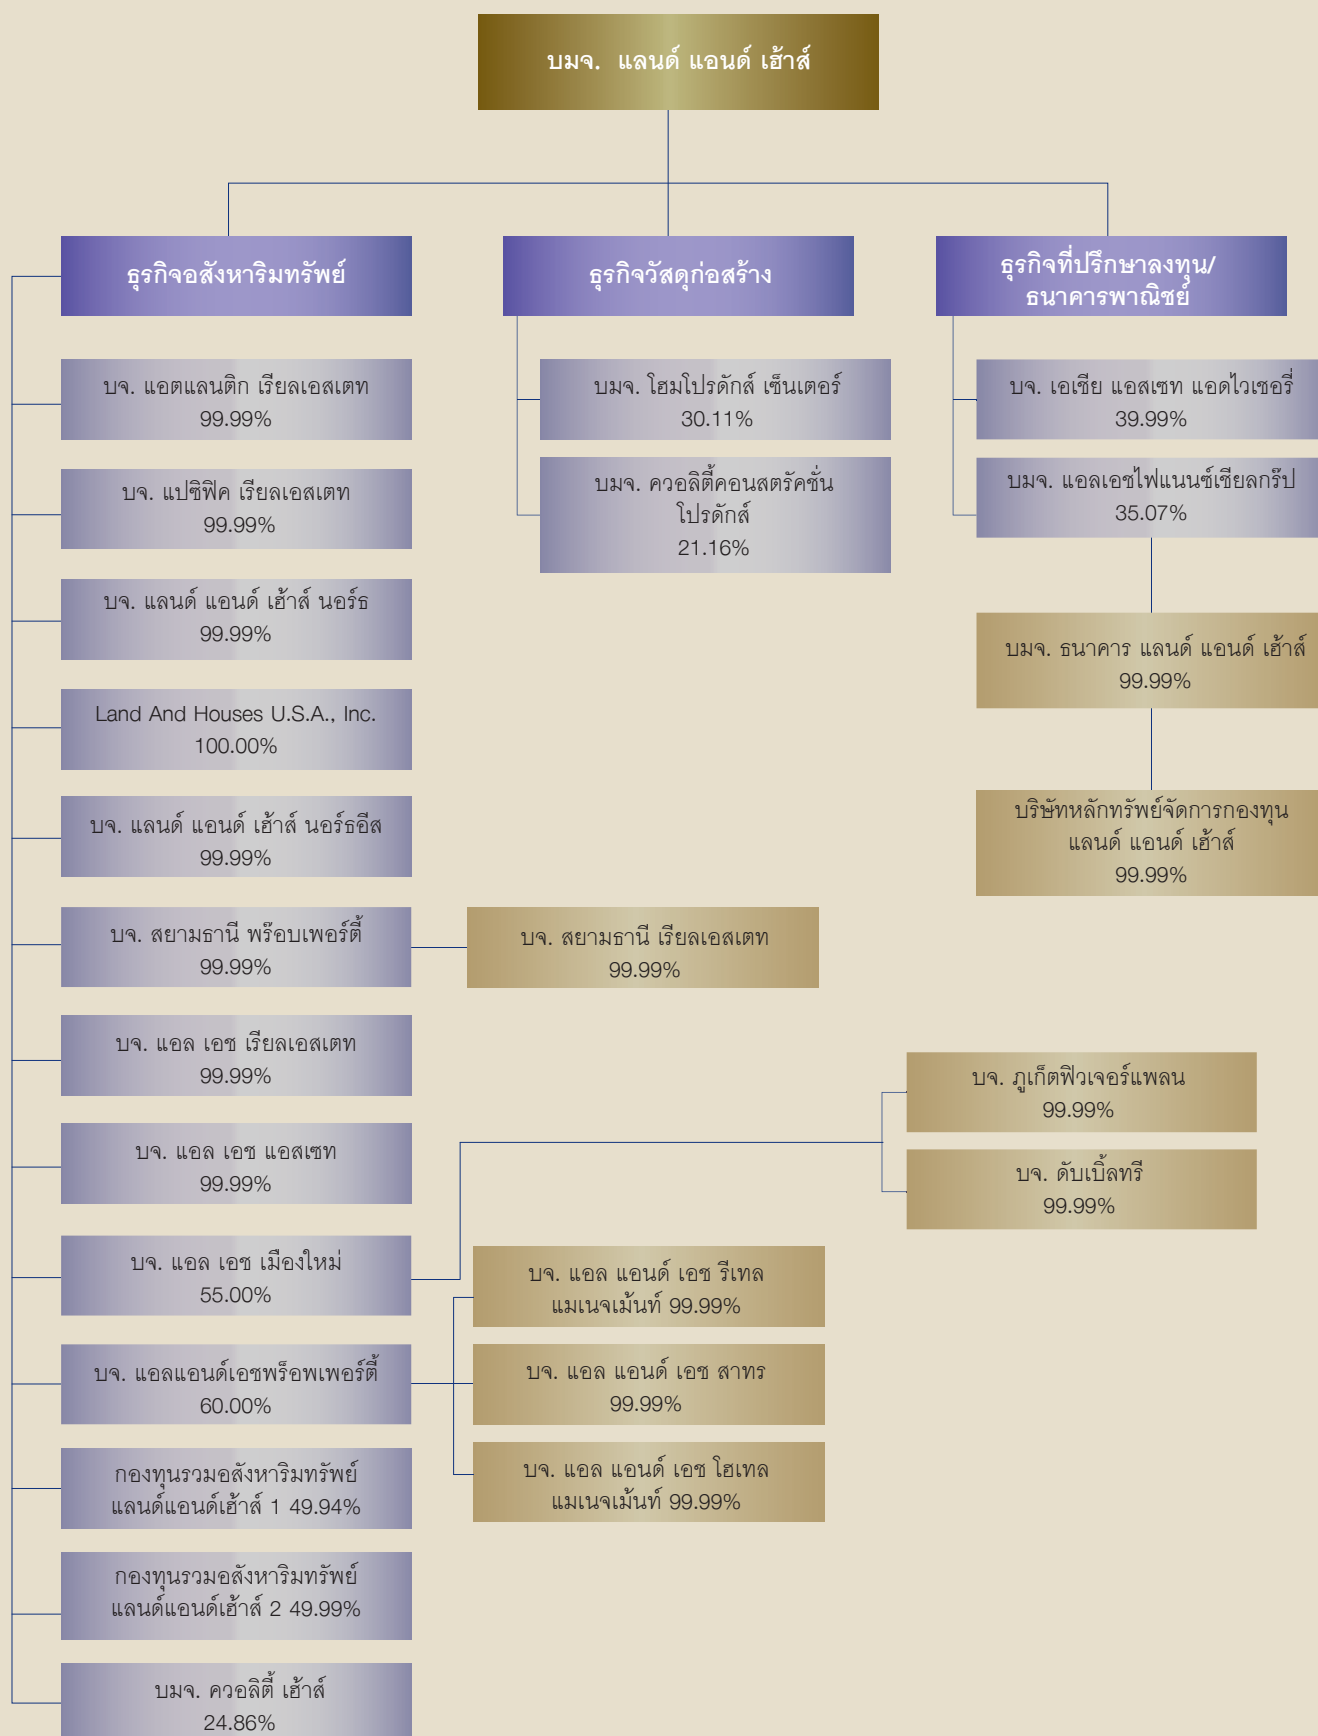 บมจ. แลนด์ แอนด์ เฮ้าส์
ธุรกิจอสังหาริมทรัพย์
บจ. แอตแลนติก เรียลเอสเตท
99.99%
บจ. แปซิฟิค เรียลเอสเตท
99.99%
บจ. แลนด์ แอนด์ เฮ้าส์ นอร์ธ
99.99%
Land And Houses U.S.A., Inc.
100.00%
บจ. แลนด์ แอนด์ เฮ้าส์ นอร์ธอีส
99.99%
บจ. สยามธานี พร๊อบเพอร์ตี้
99.99%
บจ. สยามธานี เรียลเอสเตท
99.99%
บจ. แอล เอช เรียลเอสเตท
99.99%
บจ. แอล เอช แอสเซท
99.99%
บจ. แอล เอช เมืองใหม่
55.00%
บจ. ภูเก็ตฟิวเจอร์แพลน
99.99%
บจ. ดับเบิ้ลทรี
99.99%
บจ. แอลแอนด์เอชพร็อพเพอร์ตี้
60.00%
บจ. แอล แอนด์ เอช รีเทล
แมเนจเม้นท์ 99.99%
บจ. แอล แอนด์ เอช สาทร
99.99%
บจ. แอล แอนด์ เอช โฮเทล
แมเนจเม้นท์ 99.99%
กองทุนรวมอสังหาริมทรัพย์
แลนด์แอนด์เฮ้าส์ 1 49.94%
กองทุนรวมอสังหาริมทรัพย์
แลนด์แอนด์เฮ้าส์ 2 49.99%
บมจ. ควอลิตี้ เฮ้าส์
24.86%
ธุรกิจวัสดุก่อสร้าง
บมจ. โฮมโปรดักส์ เซ็นเตอร์
30.11%
บมจ. ควอลิตี้คอนสตรัคชั่น
โปรดักส์
21.16%
ธุรกิจที่ปรึกษาลงทุน/
ธนาคารพาณิชย์
บจ. เอเชีย แอสเซท แอดไวเซอรี่
39.99%
บมจ. แอลเอชไฟแนนซ์เชียลกรุ๊ป
35.07%
บมจ. ธนาคาร แลนด์ แอนด์ เฮ้าส์
99.99%
บริษัทหลักทรัพย์จัดการกองทุน
แลนด์ แอนด์ เฮ้าส์
99.99%